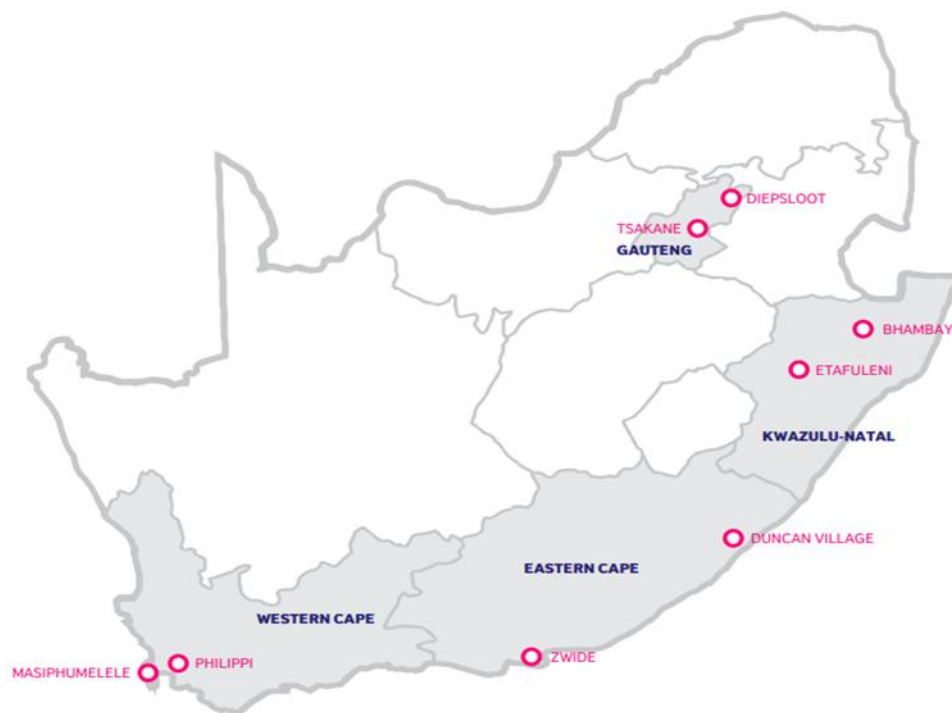 DIEPSLOOT
TSAKANE
GAUTENG
BHAMBAY
ETAFULENI
KWAZULU-NATAL
DUNCAN VILLAGE
EASTERN CAPE
WESTERN CAPE
ZWIDE
PHILIPPI
MASIPHUMELELE